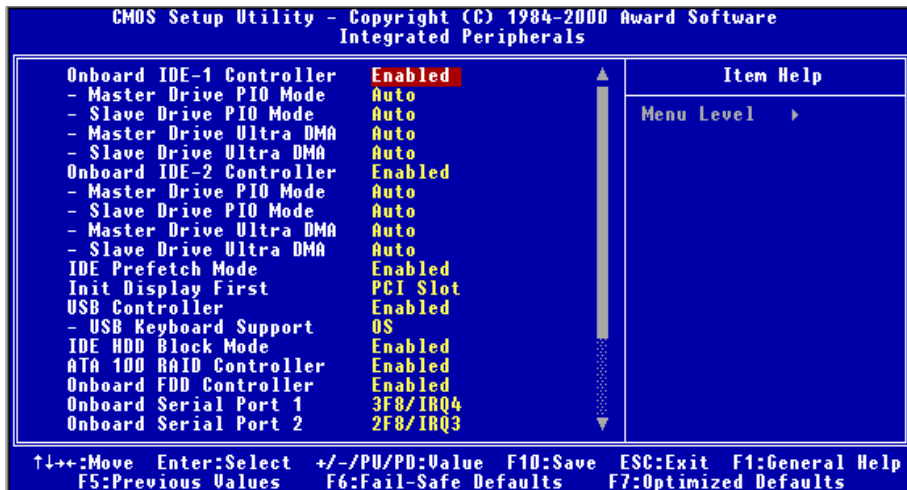 CMOS Setup Utility - Copyright (C) 1984-2000 Award Software
Integrated Peripherals
Onboard IDE-1 Controller Enabled
- Master Drive PIO Mode Auto
- Slave Drive PIO Mode Auto
- Master Drive Ultra DMA Auto
- Slave Drive Ultra DMA Auto
Onboard IDE-2 Controller Enabled
- Master Drive PIO Mode Auto
- Slave Drive PIO Mode Auto
- Master Drive Ultra DMA Auto
- Slave Drive Ultra DMA Auto
IDE Prefetch Mode Enabled
Init Display First PCI Slot
USB Controller Enabled
- USB Keyboard Support OS
IDE HDD Block Mode Enabled
ATA 100 RAID Controller Enabled
Onboard FDD Controller Enabled
Onboard Serial Port 1 3F8/IRQ4
Onboard Serial Port 2 2F8/IRQ3
Item Help
Menu Level ▸
↑↓→←:Move Enter:Select +/-/PU/PD:Value F10:Save ESC:Exit F1:General Help
F5:Previous Values F6:Fail-Safe Defaults F7:Optimized Defaults